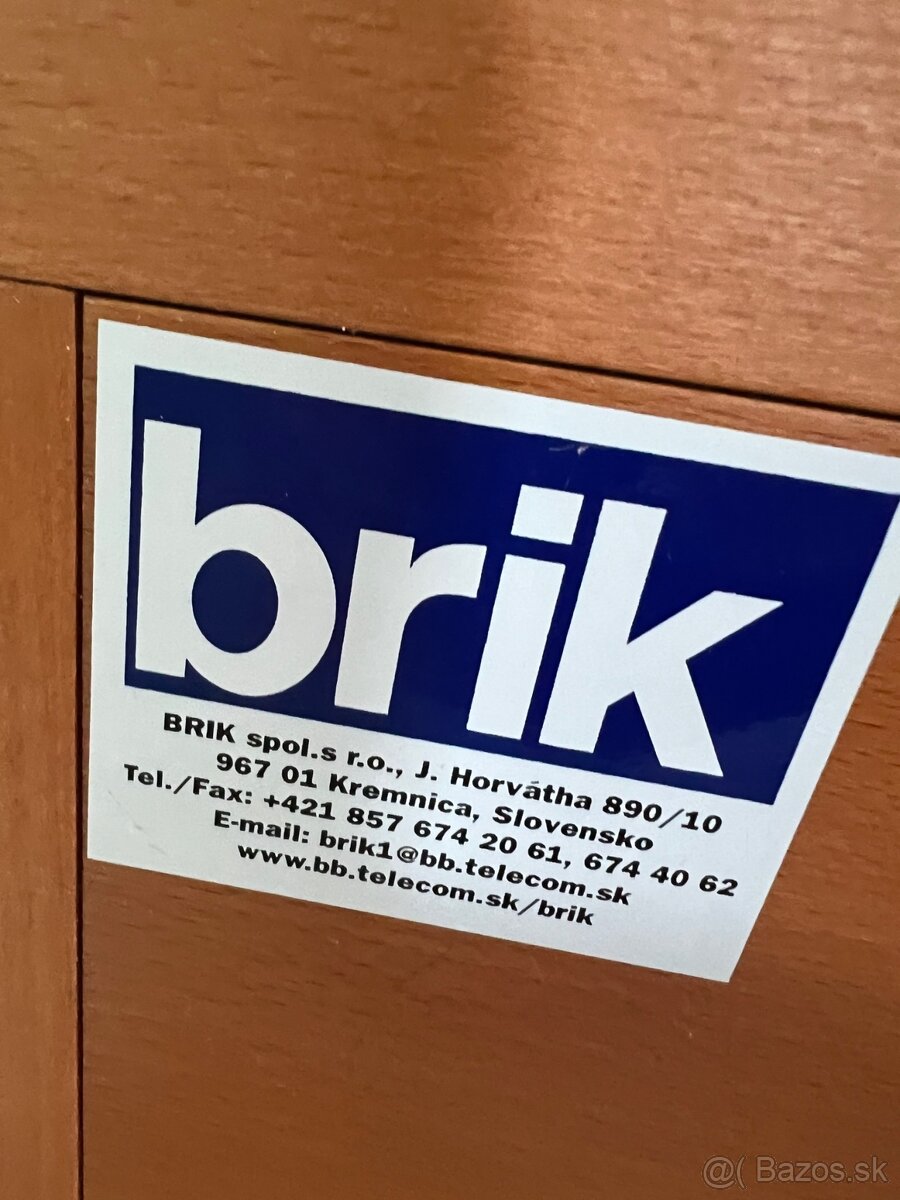 brik
BRIK spol.s r.o., J. Horvátha 890/10
967 01 Kremnica, Slovensko
Tel./Fax: +421 857 674 20 61, 674 40 62
E-mail: brik1@bb.telecom.sk
www.bb.telecom.sk/brik
@( Bazos.sk